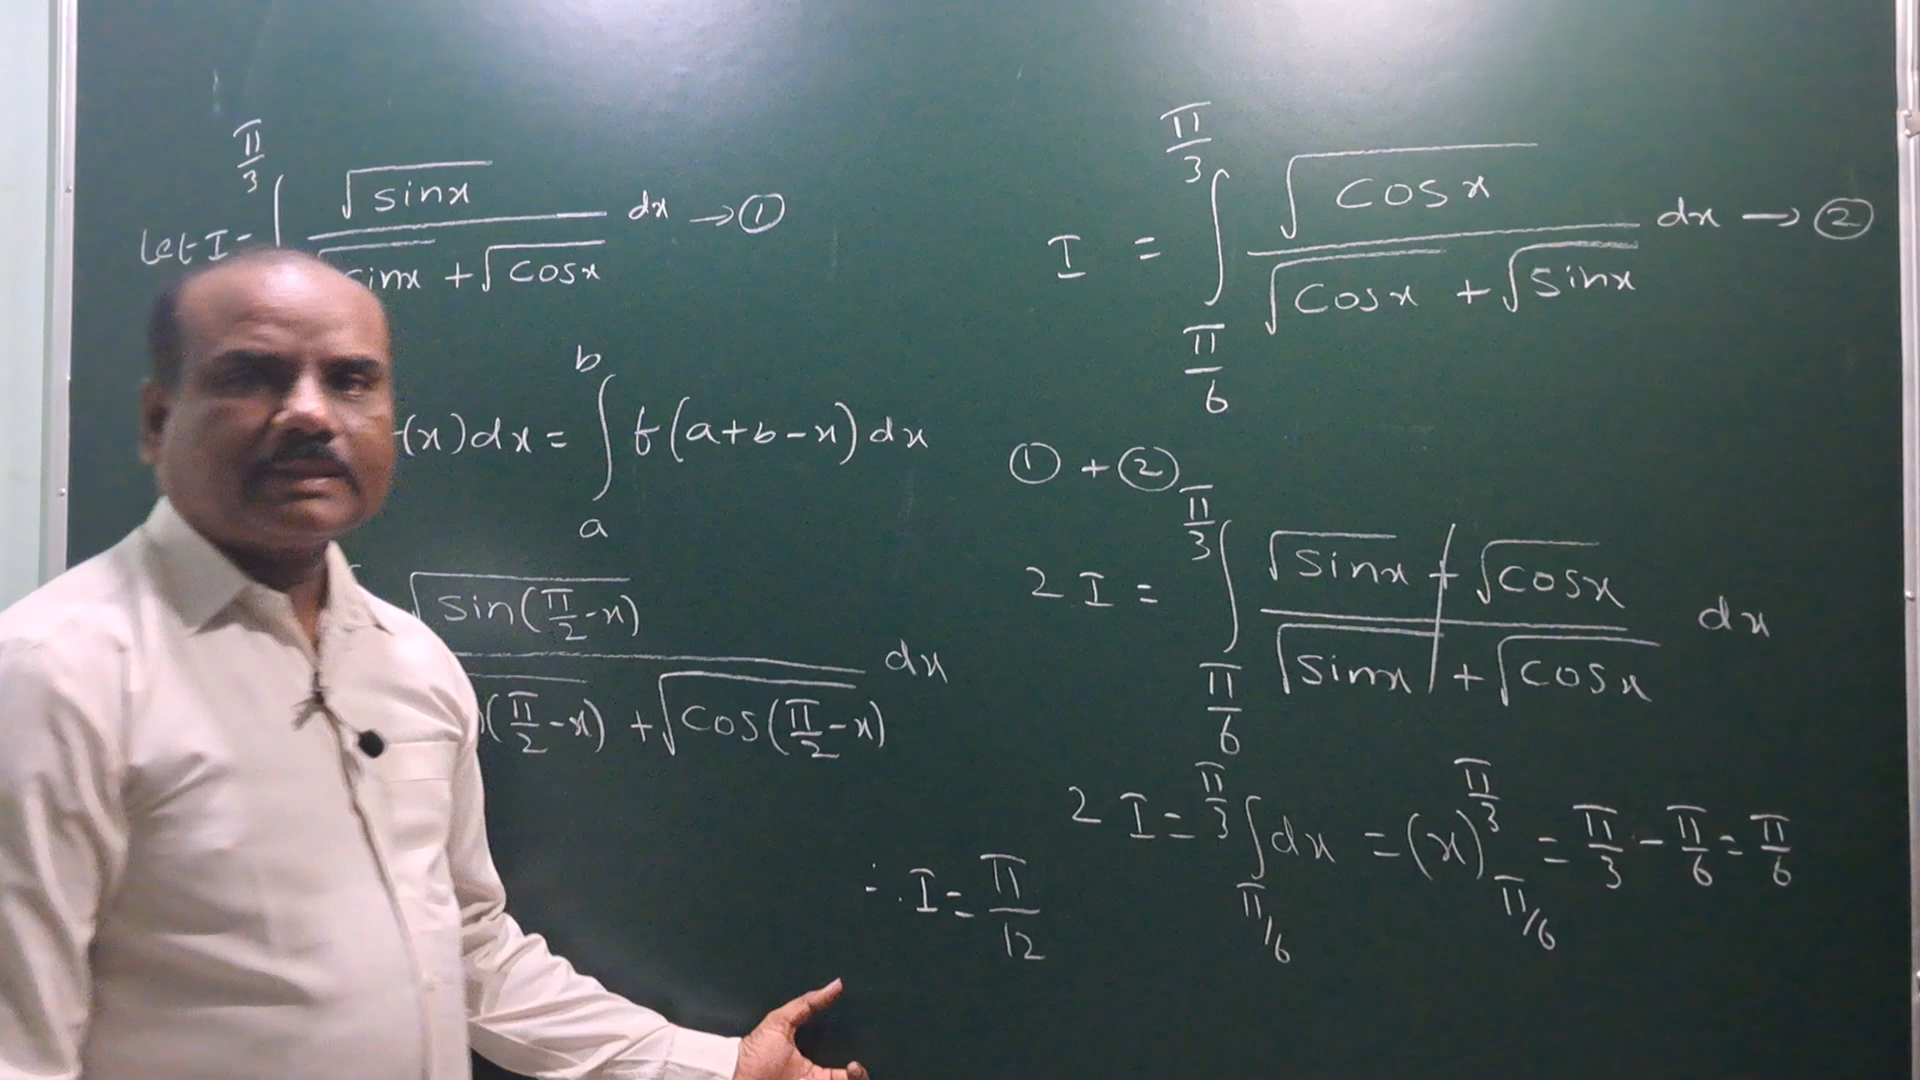 π/3
let I = ∫ √sinx / √sinx + √cosx dx → ①
(x)dx = ∫ₐᵇ f(a+b-x)dx
√sin(π/2-x)
(π/2-x) + √cos(π/2-x) dx
∴ I = π/12
I = ∫_{π/6}^{π/3} √cosx / √cosx + √sinx dx → ②
① + ②
2I = ∫_{π/6}^{π/3} √sinx + √cosx / √sinx + √cosx dx
2I = ∫_{π/6}^{π/3} dx = (x)_{π/6}^{π/3} = π/3 - π/6 = π/6